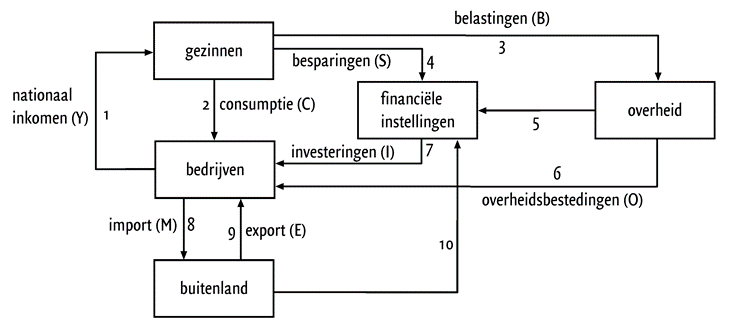 belastingen (B)
3
gezinnen
besparingen (S)
4
nationaal
inkomen (Y)
1
2 consumptie (C)
financiële
instellingen
5
overheid
investeringen (I)
7
bedrijven
6
overheidsbestedingen (O)
import (M)
8
9 export (E)
10
buitenland